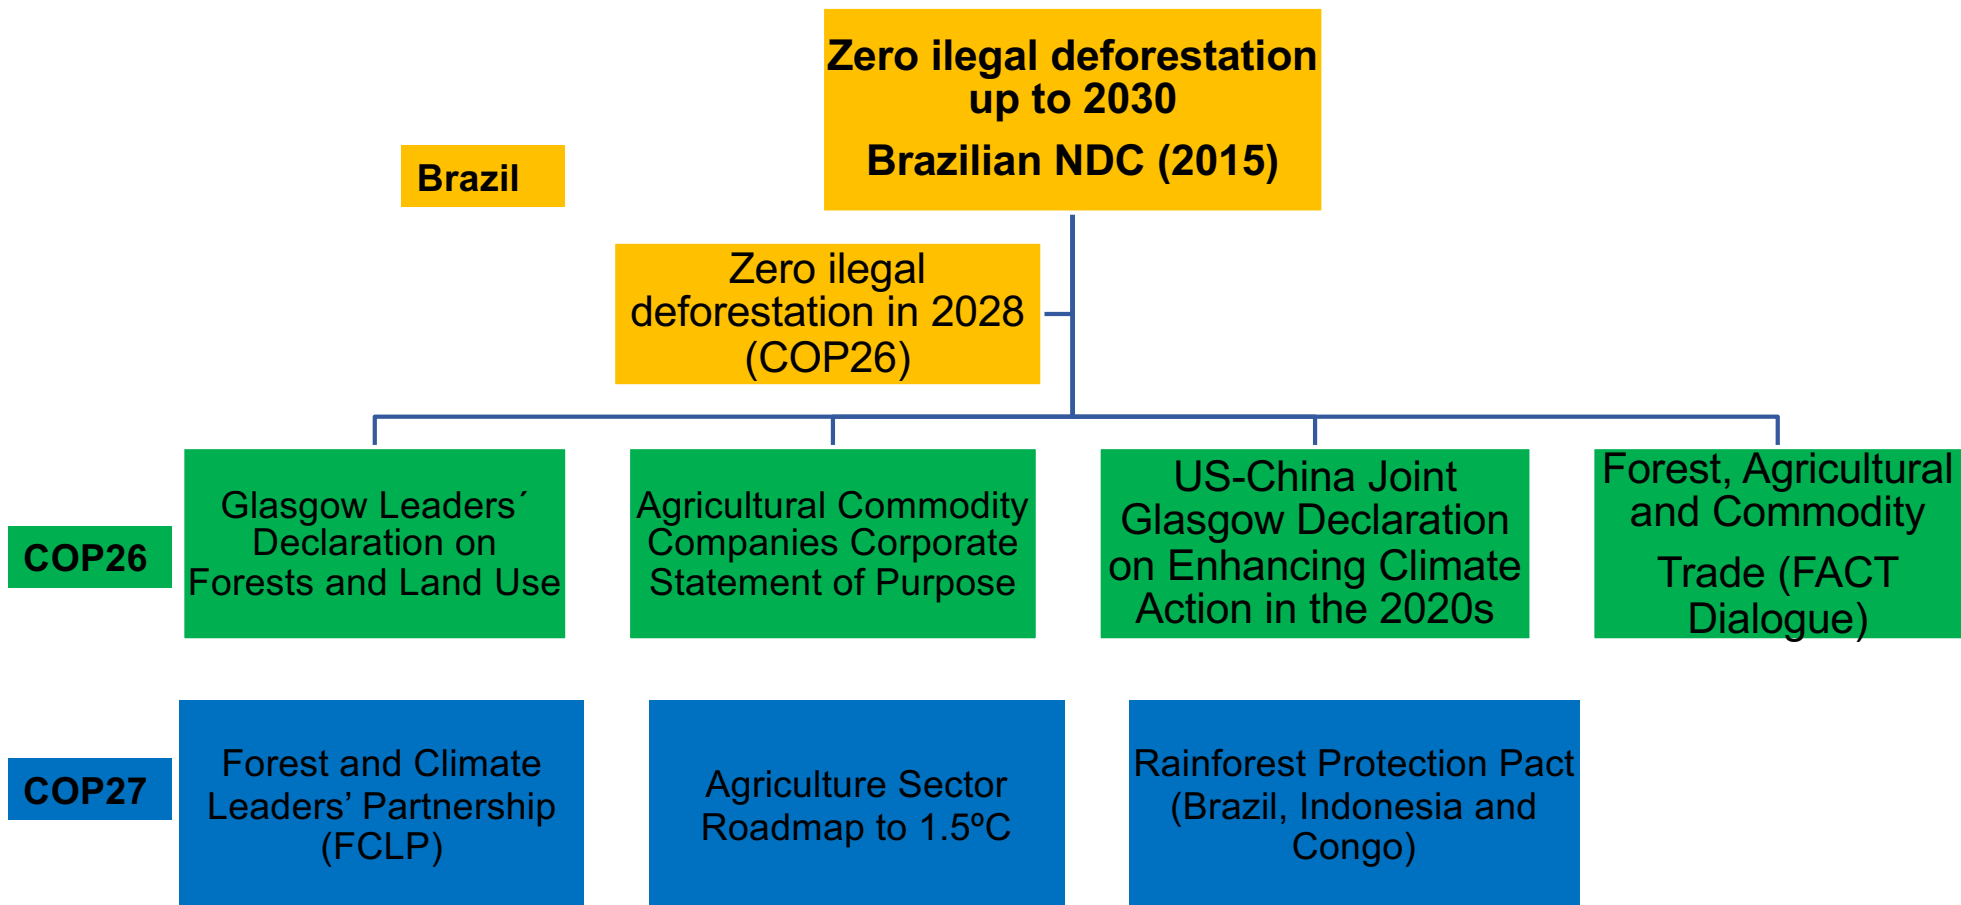 Zero ilegal deforestation
up to 2030
Brazilian NDC (2015)
Brazil
Zero ilegal
deforestation in 2028
(COP26)
COP26
Glasgow Leaders´
Declaration on
Forests and Land Use
Agricultural Commodity
Companies Corporate
Statement of Purpose
US-China Joint
Glasgow Declaration
on Enhancing Climate
Action in the 2020s
Forest, Agricultural
and Commodity
Trade (FACT
Dialogue)
COP27
Forest and Climate
Leaders’ Partnership
(FCLP)
Agriculture Sector
Roadmap to 1.5ºC
Rainforest Protection Pact
(Brazil, Indonesia and
Congo)